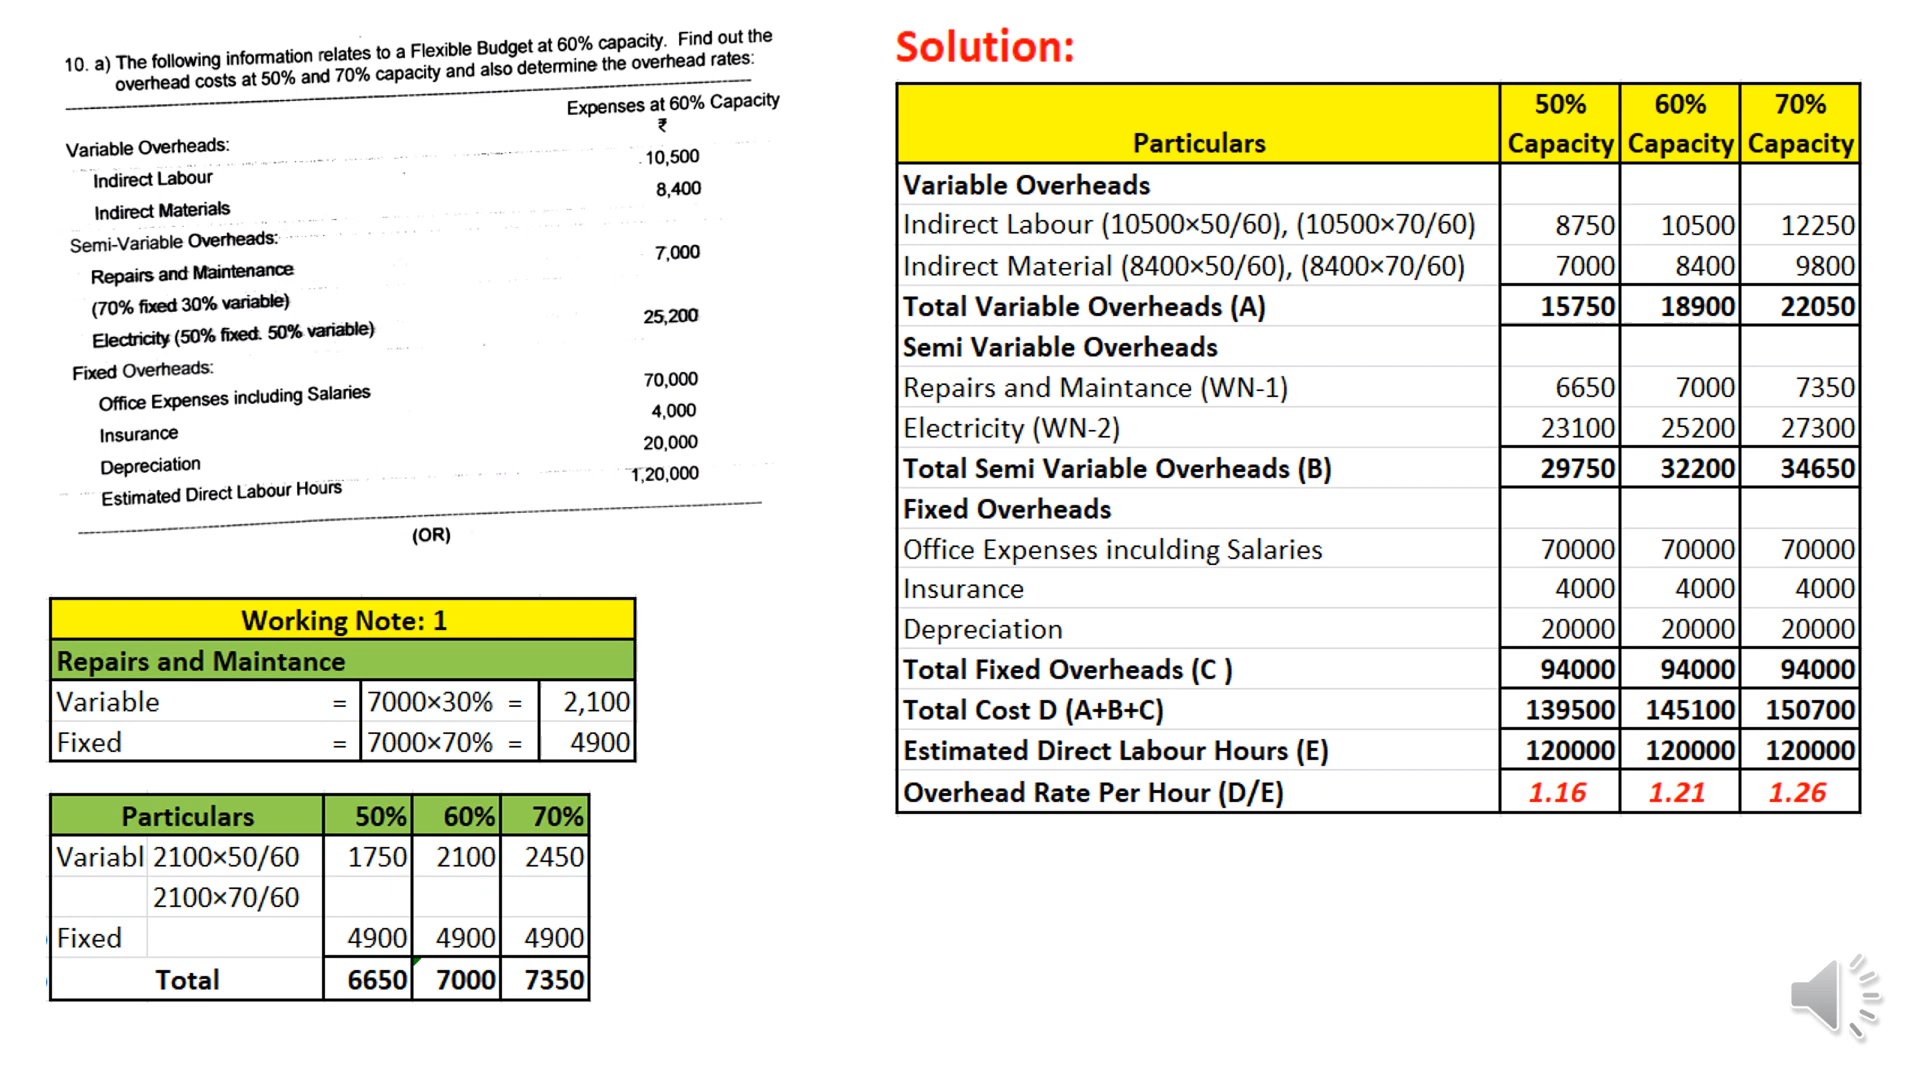 10. a) The following information relates to a Flexible Budget at 60% capacity. Find out the
overhead costs at 50% and 70% capacity and also determine the overhead rates:
Expenses at 60% Capacity
₹
Variable Overheads:
Indirect Labour 10,500
Indirect Materials 8,400
Semi-Variable Overheads:
Repairs and Maintenance 7,000
(70% fixed 30% variable)
Electricity (50% fixed. 50% variable) 25,200
Fixed Overheads:
Office Expenses including Salaries 70,000
Insurance 4,000
Depreciation 20,000
Estimated Direct Labour Hours 1,20,000
(OR)
Working Note: 1
Repairs and Maintance
Variable = 7000×30% = 2,100
Fixed = 7000×70% = 4900
Particulars 50% 60% 70%
Variabl 2100×50/60 1750 2100 2450
2100×70/60
Fixed 4900 4900 4900
Total 6650 7000 7350
Solution:
Particulars 50% Capacity 60% Capacity 70% Capacity
Variable Overheads
Indirect Labour (10500×50/60), (10500×70/60) 8750 10500 12250
Indirect Material (8400×50/60), (8400×70/60) 7000 8400 9800
Total Variable Overheads (A) 15750 18900 22050
Semi Variable Overheads
Repairs and Maintance (WN-1) 6650 7000 7350
Electricity (WN-2) 23100 25200 27300
Total Semi Variable Overheads (B) 29750 32200 34650
Fixed Overheads
Office Expenses inculding Salaries 70000 70000 70000
Insurance 4000 4000 4000
Depreciation 20000 20000 20000
Total Fixed Overheads (C ) 94000 94000 94000
Total Cost D (A+B+C) 139500 145100 150700
Estimated Direct Labour Hours (E) 120000 120000 120000
Overhead Rate Per Hour (D/E) 1.16 1.21 1.26